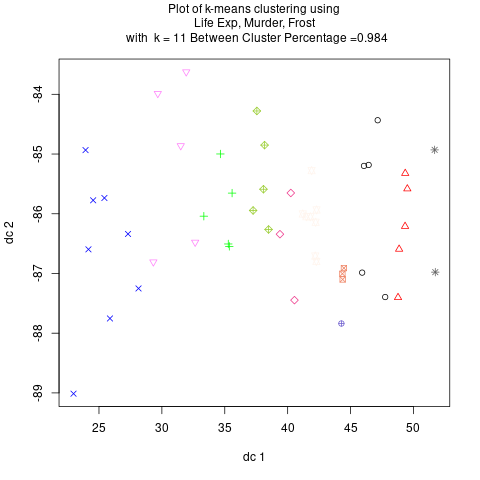 Plot of k-means clustering using
Life Exp, Murder, Frost
with  k = 11 Between Cluster Percentage =0.984
-84
-85
-86
-87
-88
-89
dc 2
25 30 35 40 45 50
dc 1